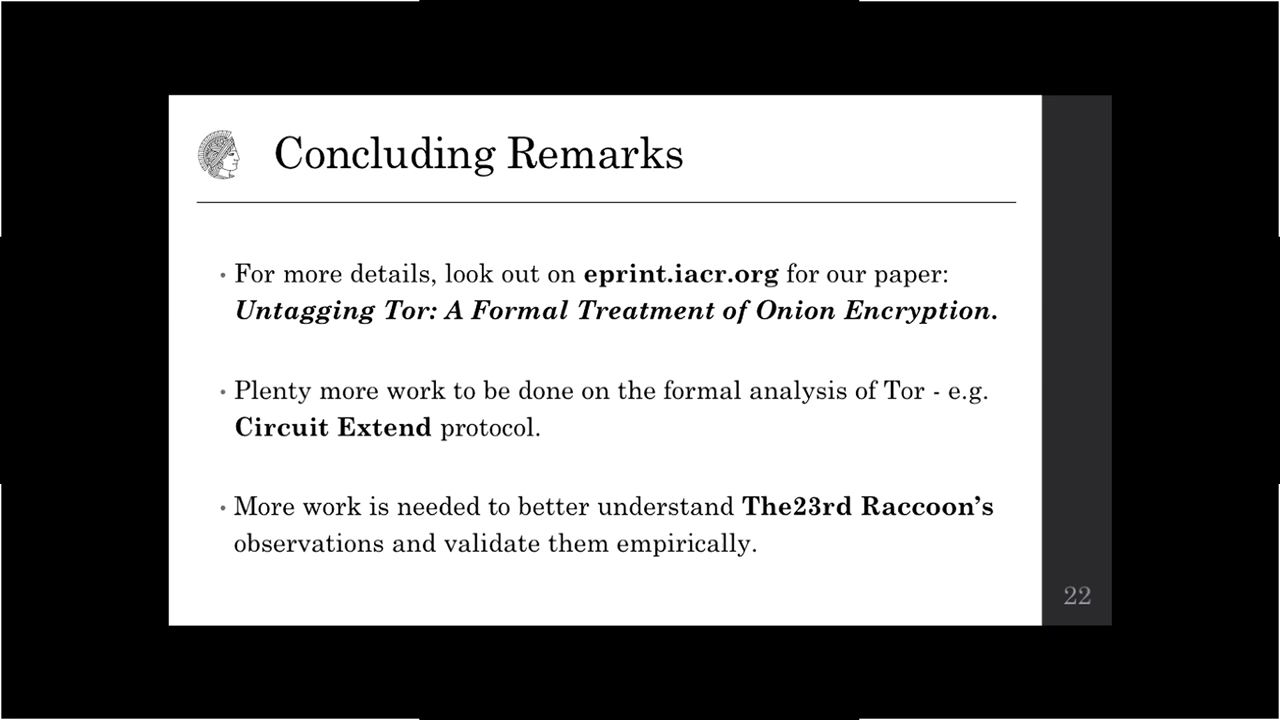 Concluding Remarks
• For more details, look out on eprint.iacr.org for our paper:
Untagging Tor: A Formal Treatment of Onion Encryption.
• Plenty more work to be done on the formal analysis of Tor - e.g.
Circuit Extend protocol.
• More work is needed to better understand The23rd Raccoon’s
observations and validate them empirically.
22